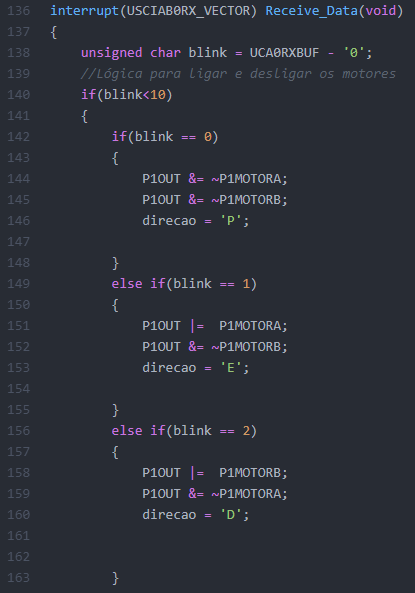 136 interrupt(USCIAB0RX_VECTOR) Receive_Data(void)
137 {
138     unsigned char blink = UCA0RXBUF - '0';
139     //Lógica para ligar e desligar os motores
140     if(blink<10)
141     {
142         if(blink == 0)
143         {
144             P1OUT &= ~P1MOTORA;
145             P1OUT &= ~P1MOTORB;
146             direcao = 'P';
147
148         }
149         else if(blink == 1)
150         {
151             P1OUT |=  P1MOTORA;
152             P1OUT &= ~P1MOTORB;
153             direcao = 'E';
154
155         }
156         else if(blink == 2)
157         {
158             P1OUT |=  P1MOTORB;
159             P1OUT &= ~P1MOTORA;
160             direcao = 'D';
161
162
163         }